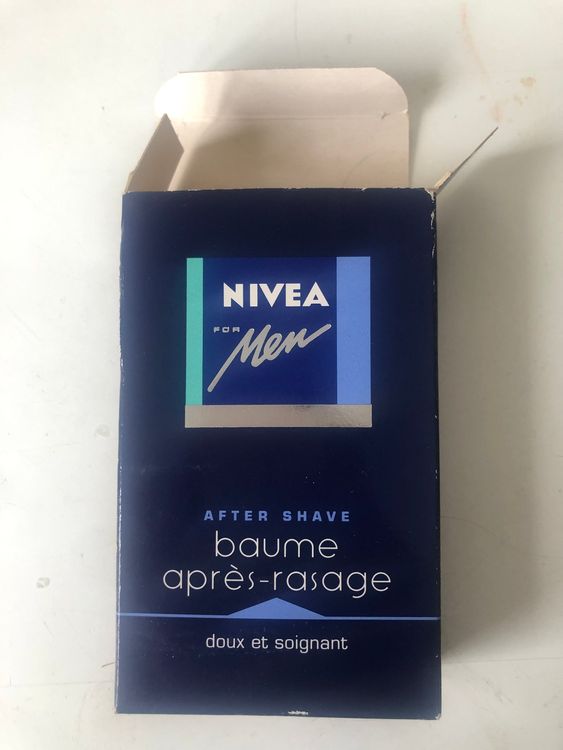 NIVEA
FOR
Men
AFTER SHAVE
baume
après-rasage
doux et soignant